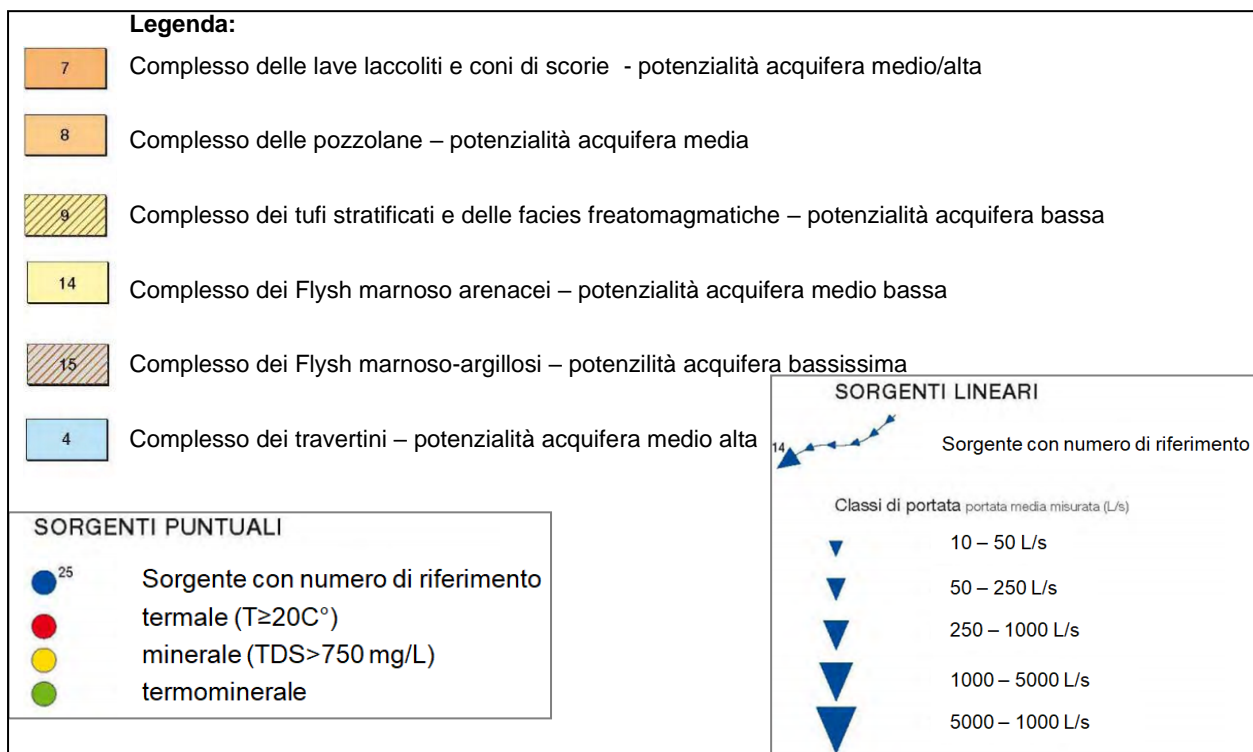 Legenda:
7 Complesso delle lave laccoliti e coni di scorie - potenzialità acquifera medio/alta
8 Complesso delle pozzolane – potenzialità acquifera media
9 Complesso dei tufi stratificati e delle facies freatomagmatiche – potenzialità acquifera bassa
14 Complesso dei Flysh marnoso arenacei – potenzialità acquifera medio bassa
15 Complesso dei Flysh marnoso-argillosi – potenzilità acquifera bassissima
4 Complesso dei travertini – potenzialità acquifera medio alta
SORGENTI PUNTUALI
25 Sorgente con numero di riferimento
termale (T≥20C°)
minerale (TDS>750 mg/L)
termominerale
SORGENTI LINEARI
14 Sorgente con numero di riferimento
Classi di portata portata media misurata (L/s)
10 – 50 L/s
50 – 250 L/s
250 – 1000 L/s
1000 – 5000 L/s
5000 – 1000 L/s